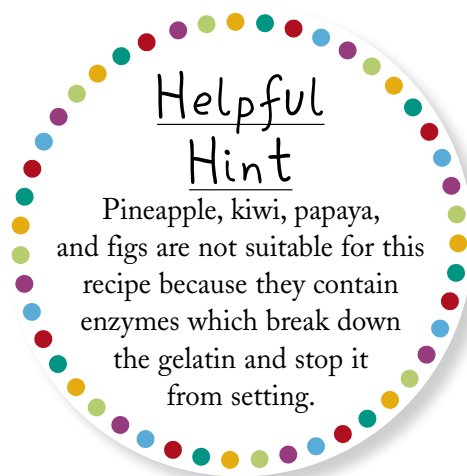 Helpful
Hint
Pineapple, kiwi, papaya,
and figs are not suitable for this
recipe because they contain
enzymes which break down
the gelatin and stop it
from setting.